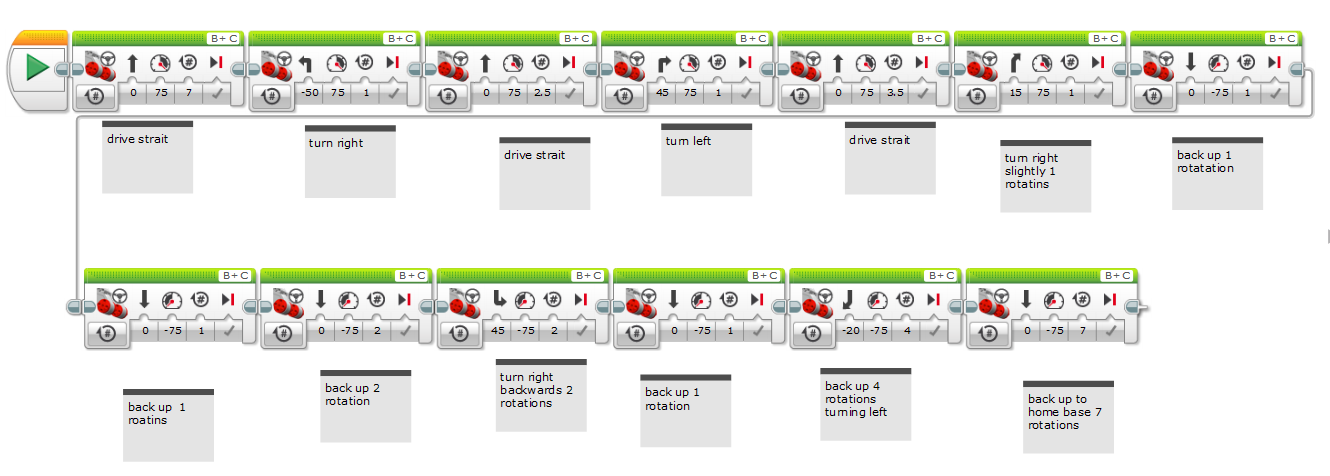 B+C B+C B+C B+C B+C B+C B+C
# # # # # # #
# 0 75 7 # -50 75 1 # 0 75 2.5 # 45 75 1 # 0 75 3.5 # 15 75 1 # 0 -75 1
drive strait
turn right
drive strait
turn left
drive strait
turn right
slightly 1
rotatins
back up 1
rotatation
B+C B+C B+C B+C B+C B+C
# # # # # #
# 0 -75 1 # 0 -75 2 # 45 -75 2 # 0 -75 1 # -20 -75 4 # 0 -75 7
back up 1
roatins
back up 2
rotation
turn right
backwards 2
rotations
back up 1
rotation
back up 4
rotations
turning left
back up to
home base 7
rotations